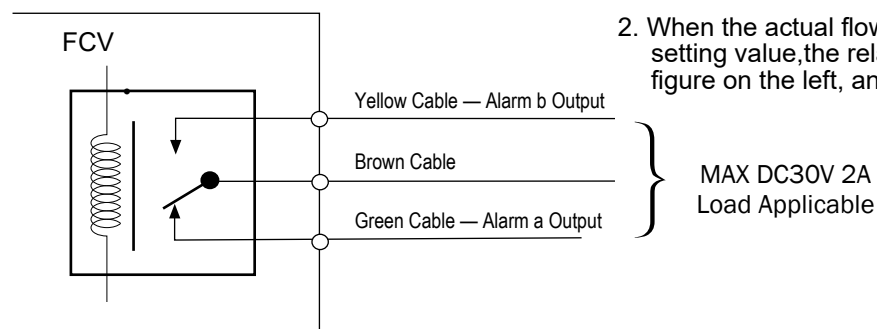 FCV
2. When the actual flow
setting value,the rela
figure on the left, an
Yellow Cable — Alarm b Output
Brown Cable
Green Cable — Alarm a Output
MAX DC30V 2A
Load Applicable